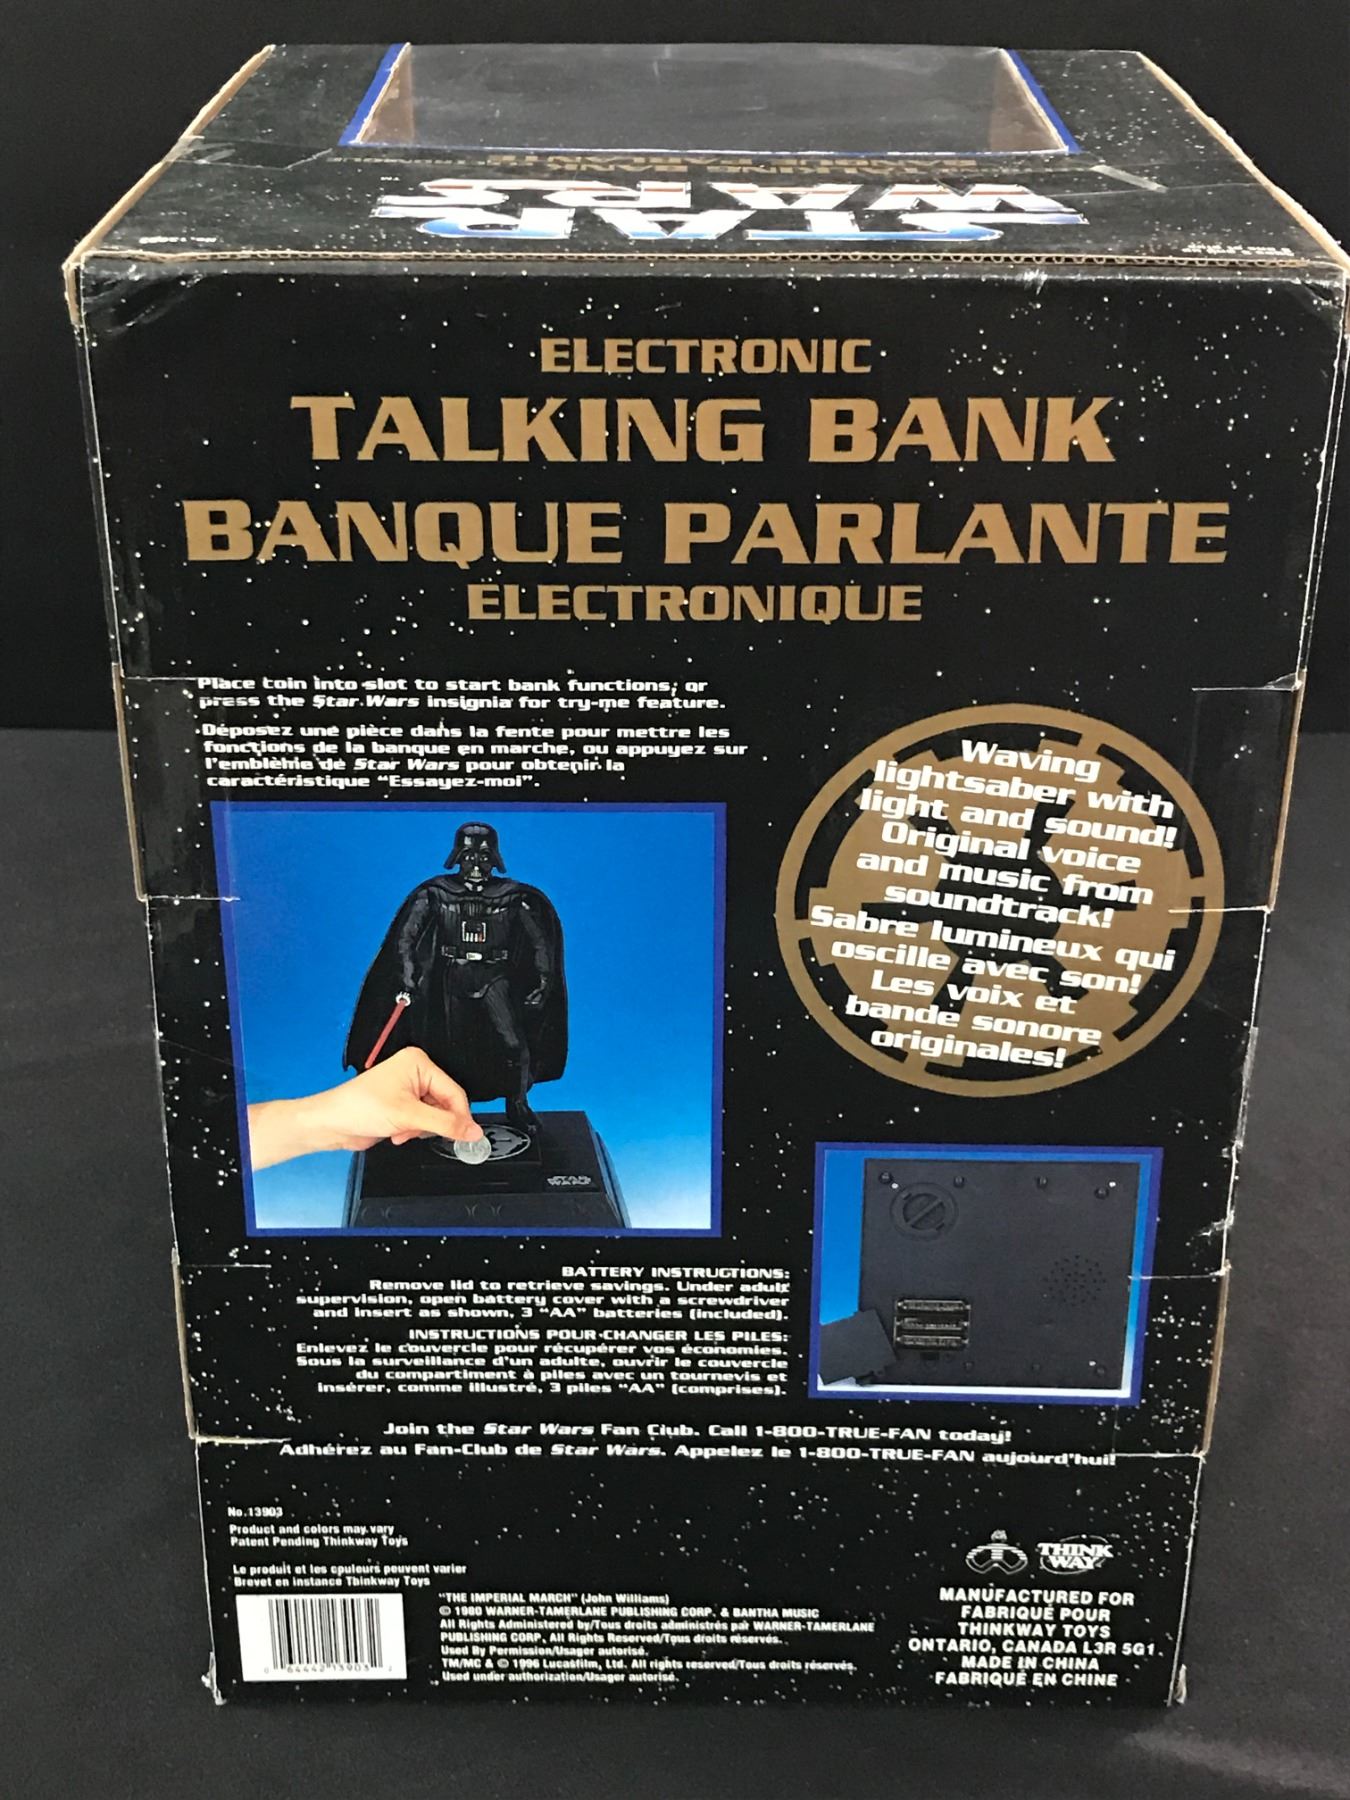 BANQUE PARLANTE
TALKING BANK
WARS
STAR
ELECTRONIC
TALKING BANK
BANQUE PARLANTE
ELECTRONIQUE
Place coin into slot to start bank functions; or
press the Star Wars insignia for try-me feature.
Déposez une pièce dans la fente pour mettre les
fonctions de la banque en marche, ou appuyez sur
l'emblème de Star Wars pour obtenir la
caractéristique "Essayez-moi".
Waving
lightsaber with
light and sound!
Original voice
and music from
soundtrack!
Sabre lumineux qui
oscille avec son!
Les voix et
bande sonore
originales!
STAR
WARS
BATTERY INSTRUCTIONS:
Remove lid to retrieve savings. Under adult
supervision, open battery cover with a screwdriver
and insert as shown, 3 "AA" batteries (included).
INSTRUCTIONS POUR CHANGER LES PILES:
Enlevez le couvercle pour récupérer vos économies.
Sous la surveillance d'un adulte, ouvrir le couvercle
du compartiment à piles avec un tournevis et
insérer, comme illustré, 3 piles "AA" (comprises).
Join the Star Wars Fan Club. Call 1-800-TRUE-FAN today!
Adhérez au Fan-Club de Star Wars. Appelez le 1-800-TRUE-FAN aujourd'hui!
No.13903
Product and colors may vary
Patent Pending Thinkway Toys
Le produit et les couleurs peuvent varier
Brevet en instance Thinkway Toys
0 64442 13903 2
"THE IMPERIAL MARCH" (John Williams)
© 1980 WARNER-TAMERLANE PUBLISHING CORP. & BANTHA MUSIC
All Rights Administered by/Tous droits administrés par WARNER-TAMERLANE
PUBLISHING CORP. All Rights Reserved/Tous droits réservés.
Used By Permission/Usager autorisé.
TM/MC & © 1996 Lucasfilm, Ltd. All rights reserved/Tous droits réservés.
Used under authorization/Usager autorisé.
THINK
WAY
MANUFACTURED FOR
FABRIQUÉ POUR
THINKWAY TOYS
ONTARIO, CANADA L3R 5G1
MADE IN CHINA
FABRIQUÉ EN CHINE